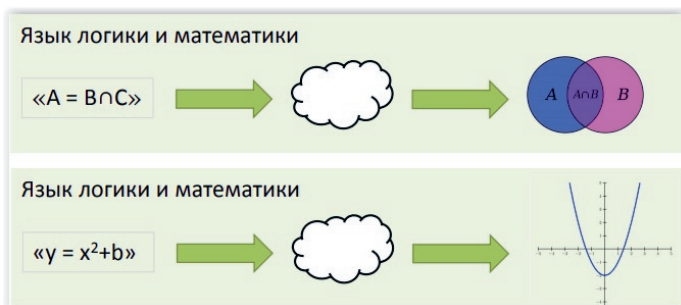 Язык логики и математики
«A = B∩C»
A A∩B B
Язык логики и математики
«y = x²+b»